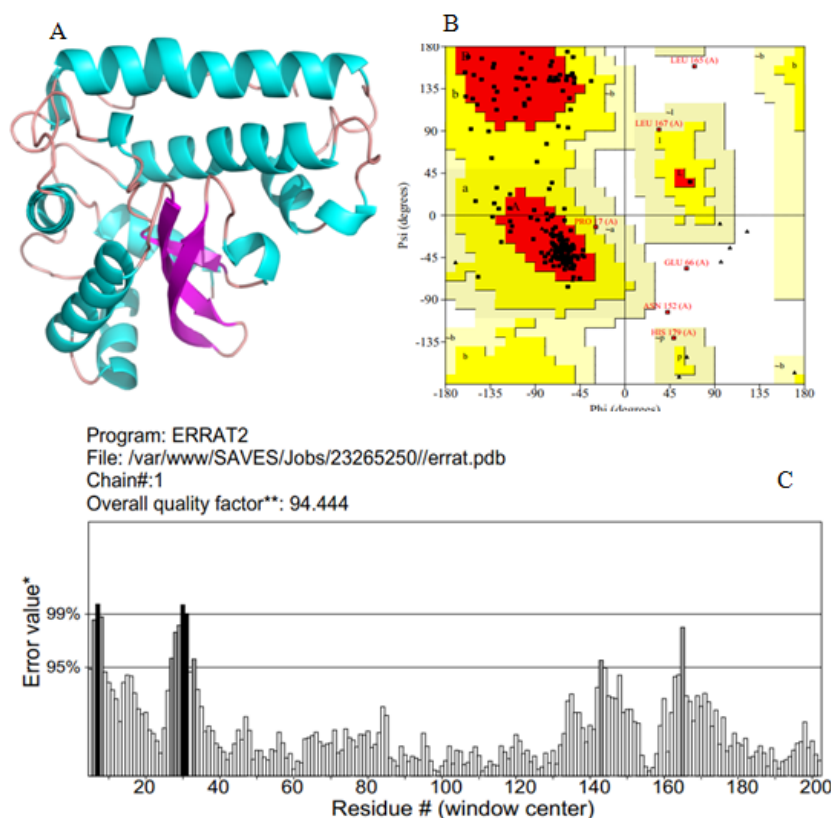 A
B
180
135
90
45
0
-45
-90
-135
Psi (degrees)
-180
-135
-90
-45
0
45
90
135
180
Phi (degrees)
LEU 165 (A)
LEU 167 (A)
PRO 17 (A)
GLU 66 (A)
ASN 152 (A)
HIS 179 (A)
b
~b
b
b
~l
l
a
~a
~b
b
~p
p
~b
b
Program: ERRAT2
File: /var/www/SAVES/Jobs/23265250//errat.pdb
Chain#:1
C
Overall quality factor**: 94.444
Error value*
99%
95%
20
40
60
80
100
120
140
160
180
200
Residue # (window center)